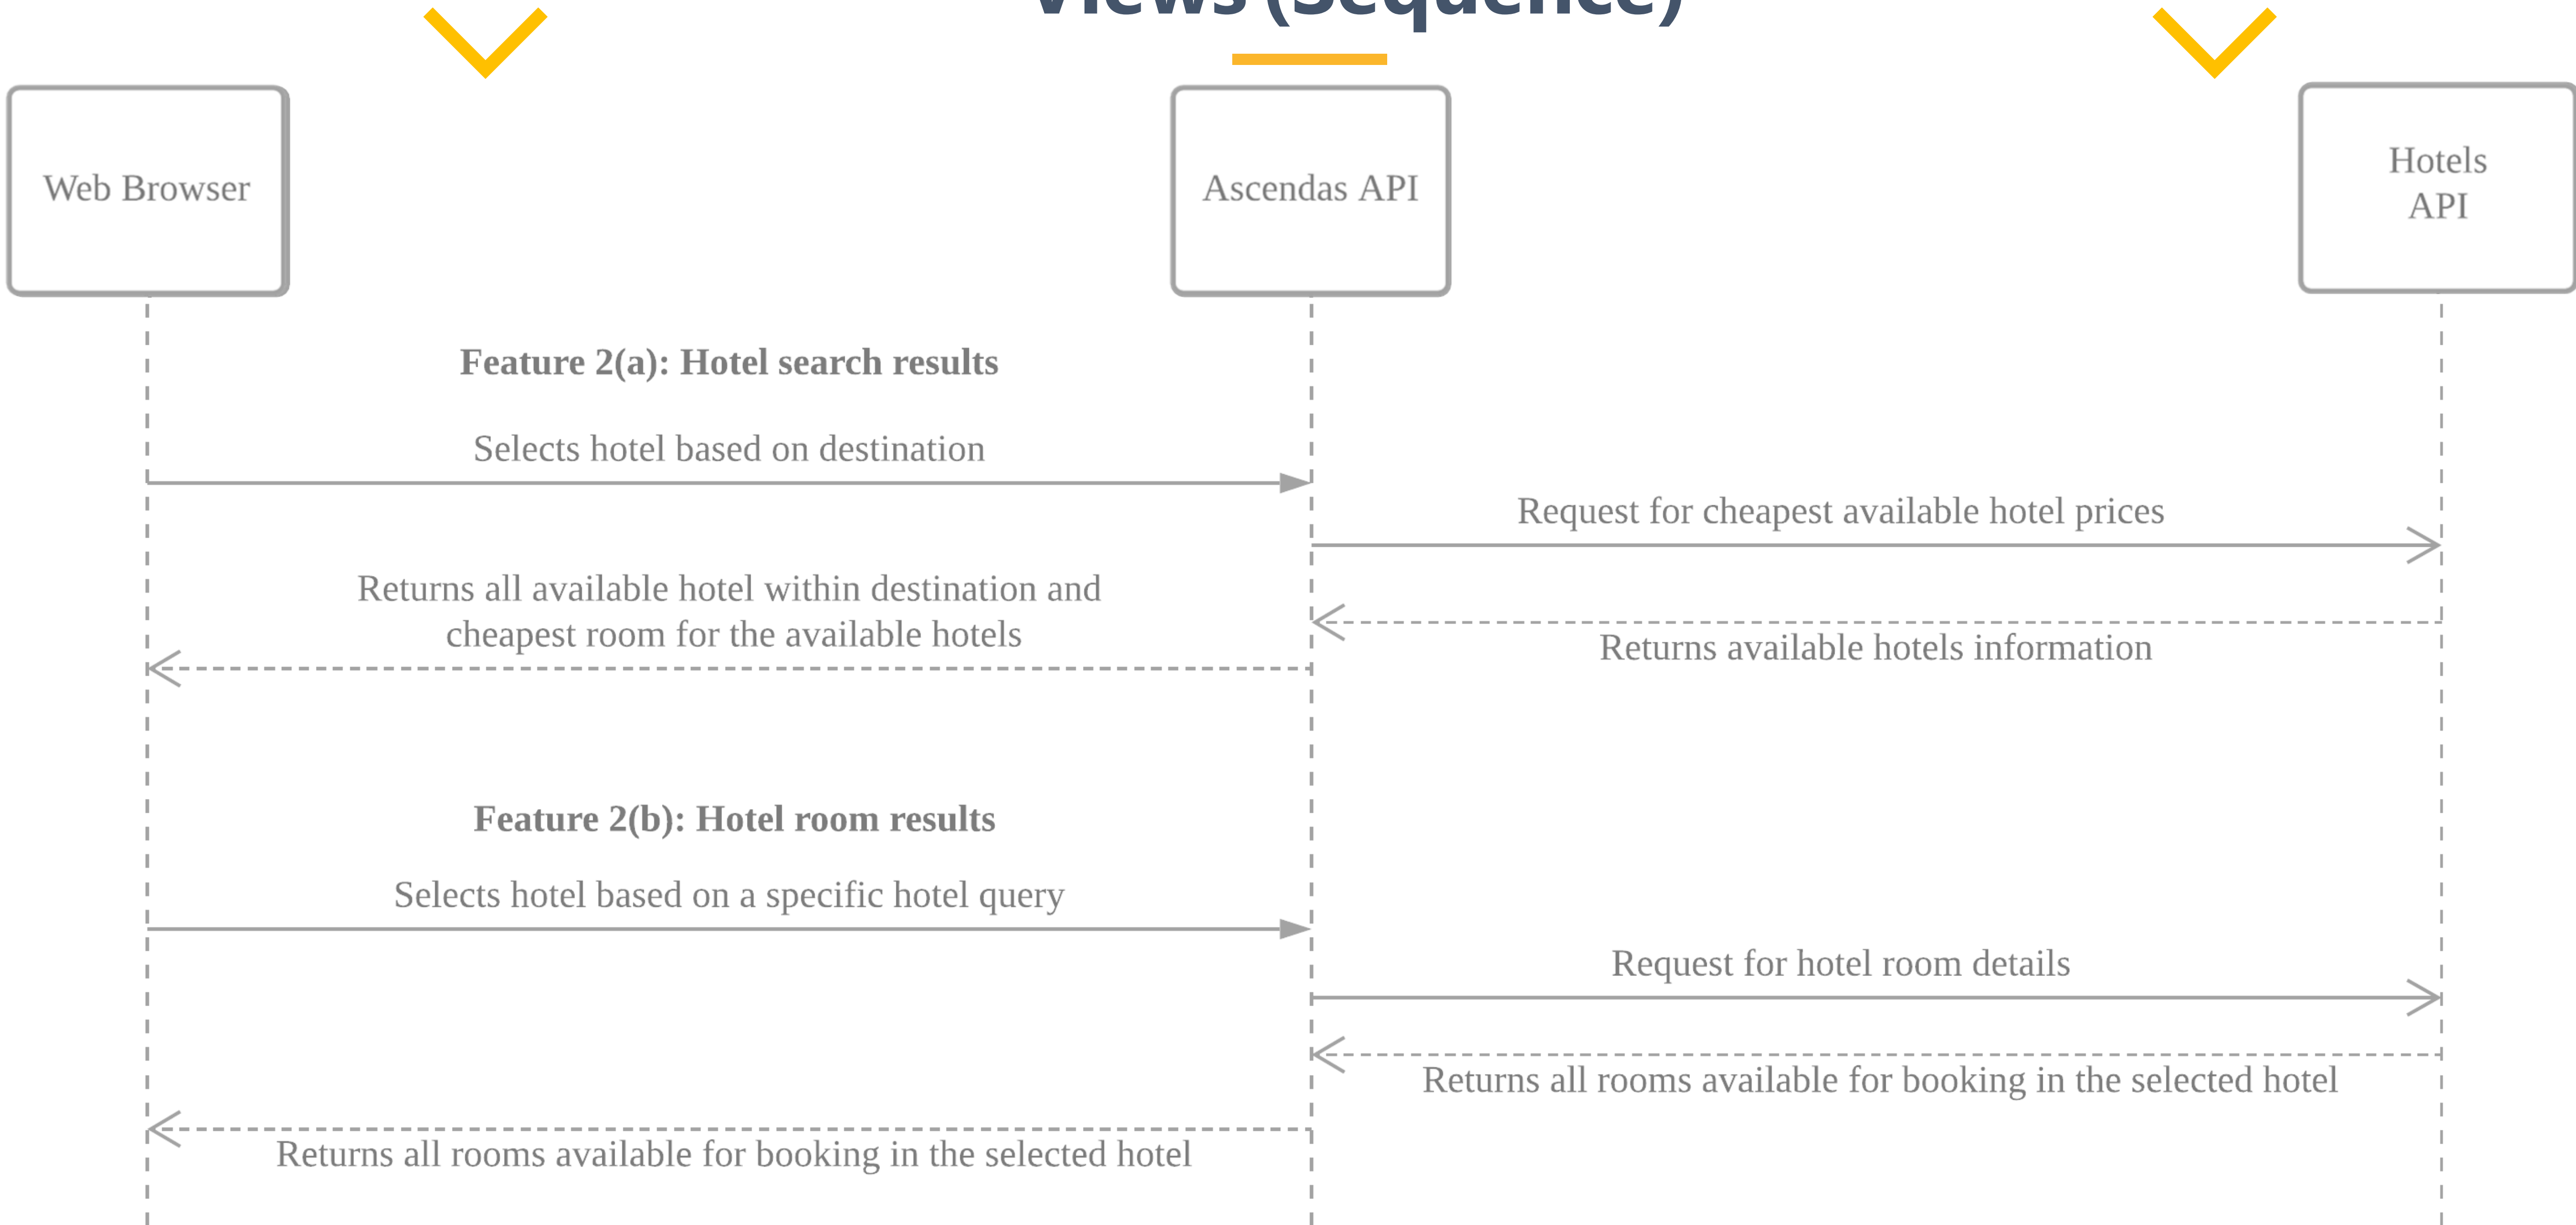 Views (Sequence)
Web Browser
Ascendas API
Hotels
API
Feature 2(a): Hotel search results
Selects hotel based on destination
Request for cheapest available hotel prices
Returns all available hotel within destination and
cheapest room for the available hotels
Returns available hotels information
Feature 2(b): Hotel room results
Selects hotel based on a specific hotel query
Request for hotel room details
Returns all rooms available for booking in the selected hotel
Returns all rooms available for booking in the selected hotel